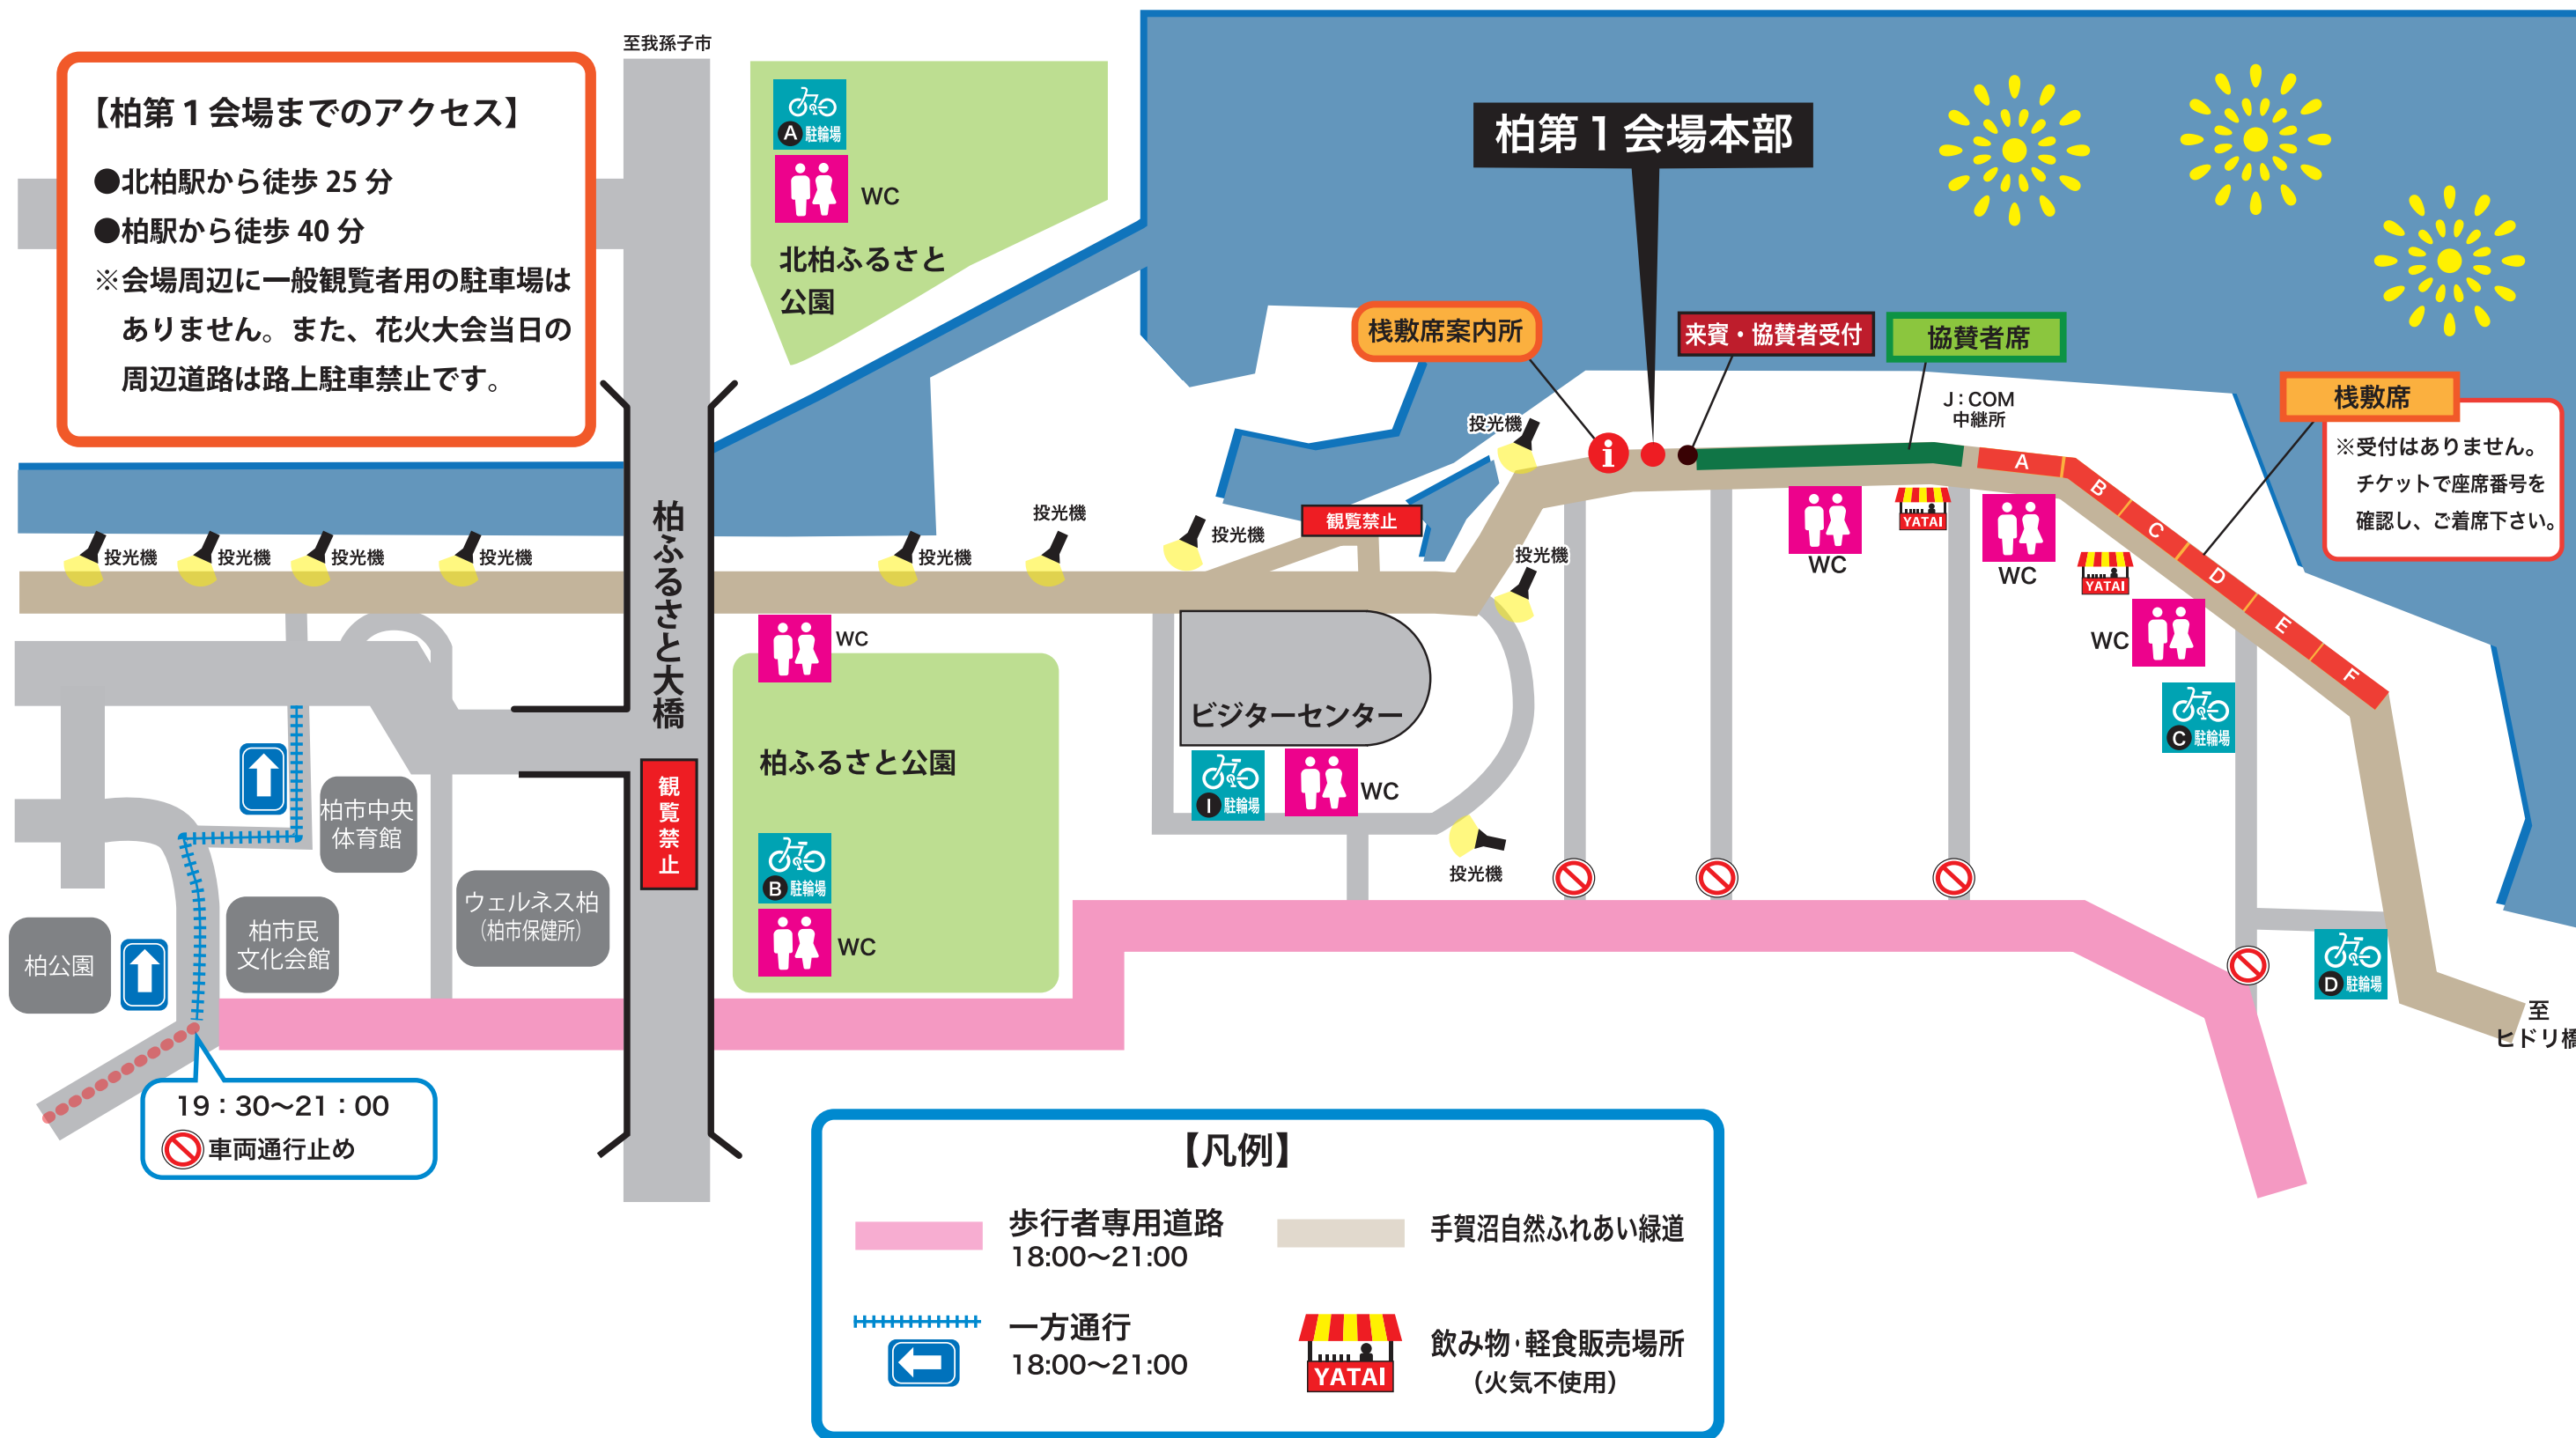 【柏第1会場までのアクセス】
●北柏駅から徒歩 25 分
●柏駅から徒歩 40 分
※会場周辺に一般観覧者用の駐車場は
ありません。また、花火大会当日の
周辺道路は路上駐車禁止です。
至我孫子市
A 駐輪場
WC
北柏ふるさと
公園
柏第1会場本部
桟敷席案内所
来賓・協賛者受付
協賛者席
J:COM
中継所
桟敷席
※受付はありません。
チケットで座席番号を
確認し、ご着席下さい。
i
A
B
C
D
E
F
投光機
投光機
投光機
投光機
投光機
投光機
投光機
投光機
投光機
投光機
観覧禁止
WC
YATAI
WC
YATAI
WC
C 駐輪場
D 駐輪場
至
ヒドリ橋
柏ふるさと大橋
観覧禁止
WC
柏ふるさと公園
B 駐輪場
WC
ビジターセンター
I 駐輪場
WC
柏市中央
体育館
柏市民
文化会館
ウェルネス柏
（柏市保健所）
柏公園
19：30～21：00
車両通行止め
【凡例】
歩行者専用道路
18:00～21:00
手賀沼自然ふれあい緑道
一方通行
18:00～21:00
YATAI
飲み物・軽食販売場所
（火気不使用）